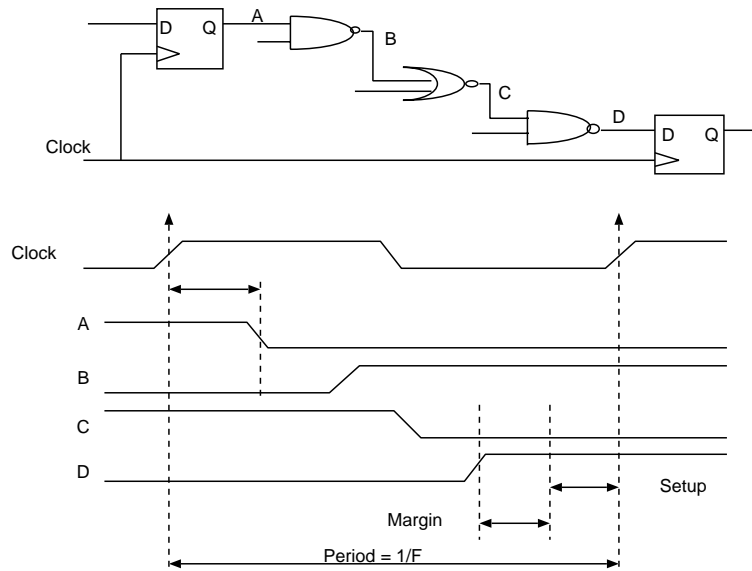 A
D Q
B
C
D
D Q
Clock
Clock
A
B
C
D
Setup
Margin
Period = 1/F